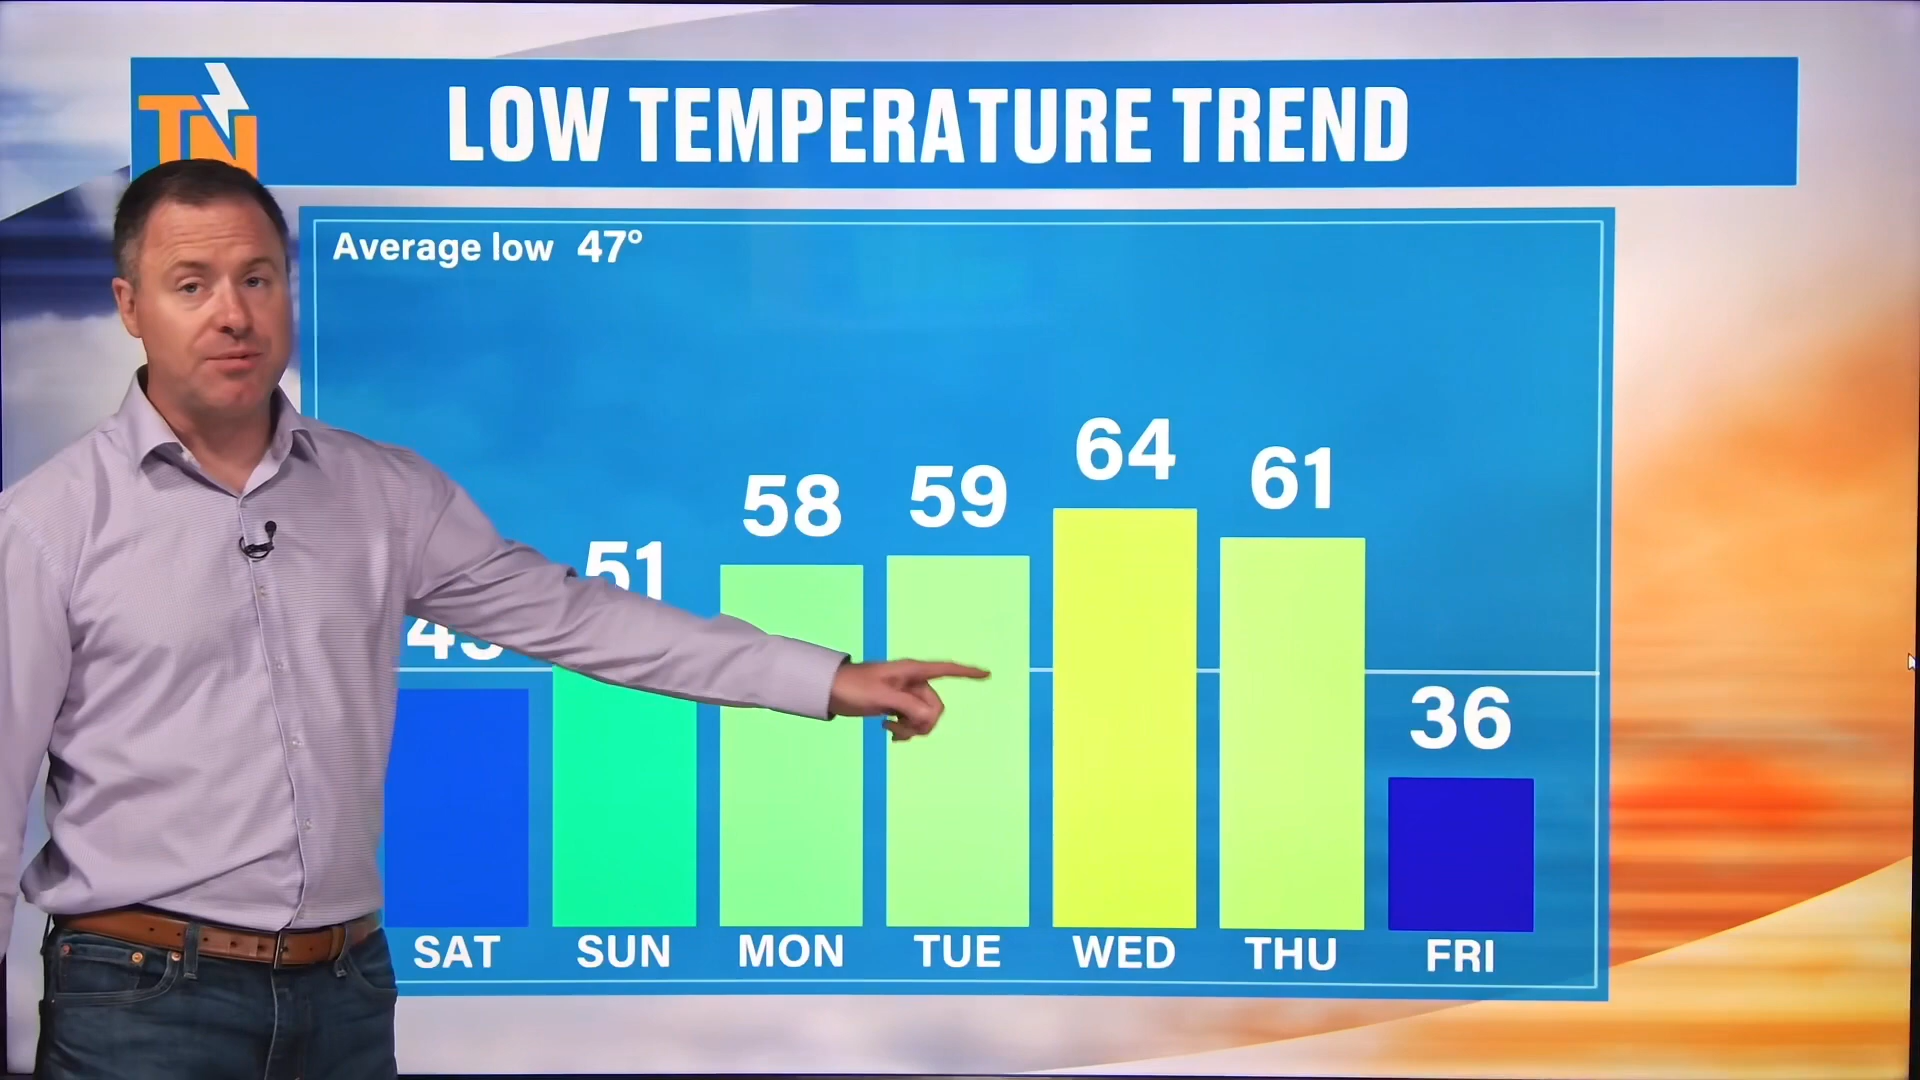 TN
LOW TEMPERATURE TREND
Average low 47°
45
51
58
59
64
61
36
SAT
SUN
MON
TUE
WED
THU
FRI